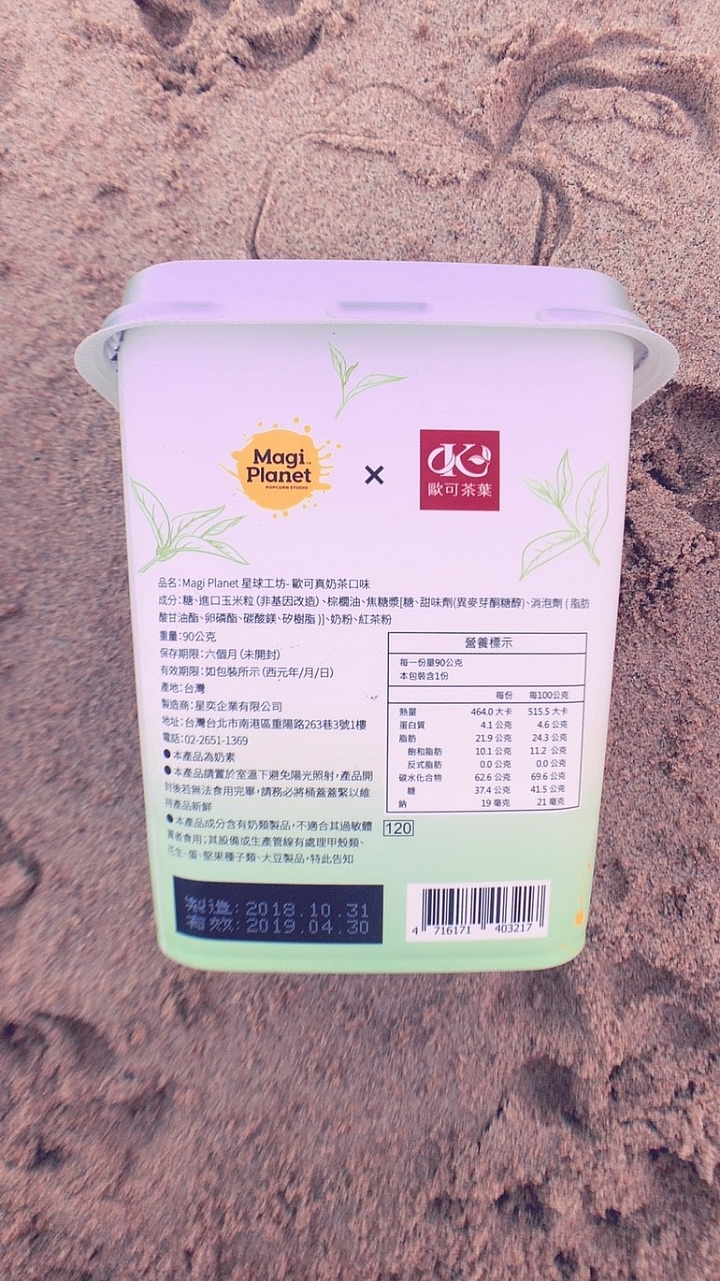 Magi
Planet
POPCORN STUDIO
×
歐可茶葉
品名:Magi Planet 星球工坊- 歐可真奶茶口味
成分:糖、進口玉米粒(非基因改造)、棕櫚油、焦糖漿[糖、甜味劑(異麥芽酮糖醇)、消泡劑(脂肪
酸甘油酯、卵磷酯、碳酸鎂、矽樹脂)]、奶粉、紅茶粉
重量:90公克
保存期限:六個月(未開封)
有效期限:如包裝所示(西元年/月/日)
產地:台灣
製造商:星奕企業有限公司
地址:台灣台北市南港區重陽路263巷3號1樓
電話:02-2651-1369
●本產品為奶素
●本產品請置於室溫下避免陽光照射,產品開
封後若無法食用完畢,請務必將桶蓋蓋緊以維
持產品新鮮
●本產品成分含有奶類製品,不適合其過敏體
質者食用;其設備或生產管線有處理甲殼類、
花生、蛋、堅果種子類、大豆製品,特此告知
營養標示
每一份量90公克
本包裝含1份
每份 每100公克
熱量 464.0 大卡 515.5 大卡
蛋白質 4.1 公克 4.6 公克
脂肪 21.9 公克 24.3 公克
飽和脂肪 10.1 公克 11.2 公克
反式脂肪 0.0 公克 0.0 公克
碳水化合物 62.6 公克 69.6 公克
糖 37.4 公克 41.5 公克
鈉 19 毫克 21 毫克
120
製造: 2018.10.31
有效: 2019.04.30
4 716171 403217